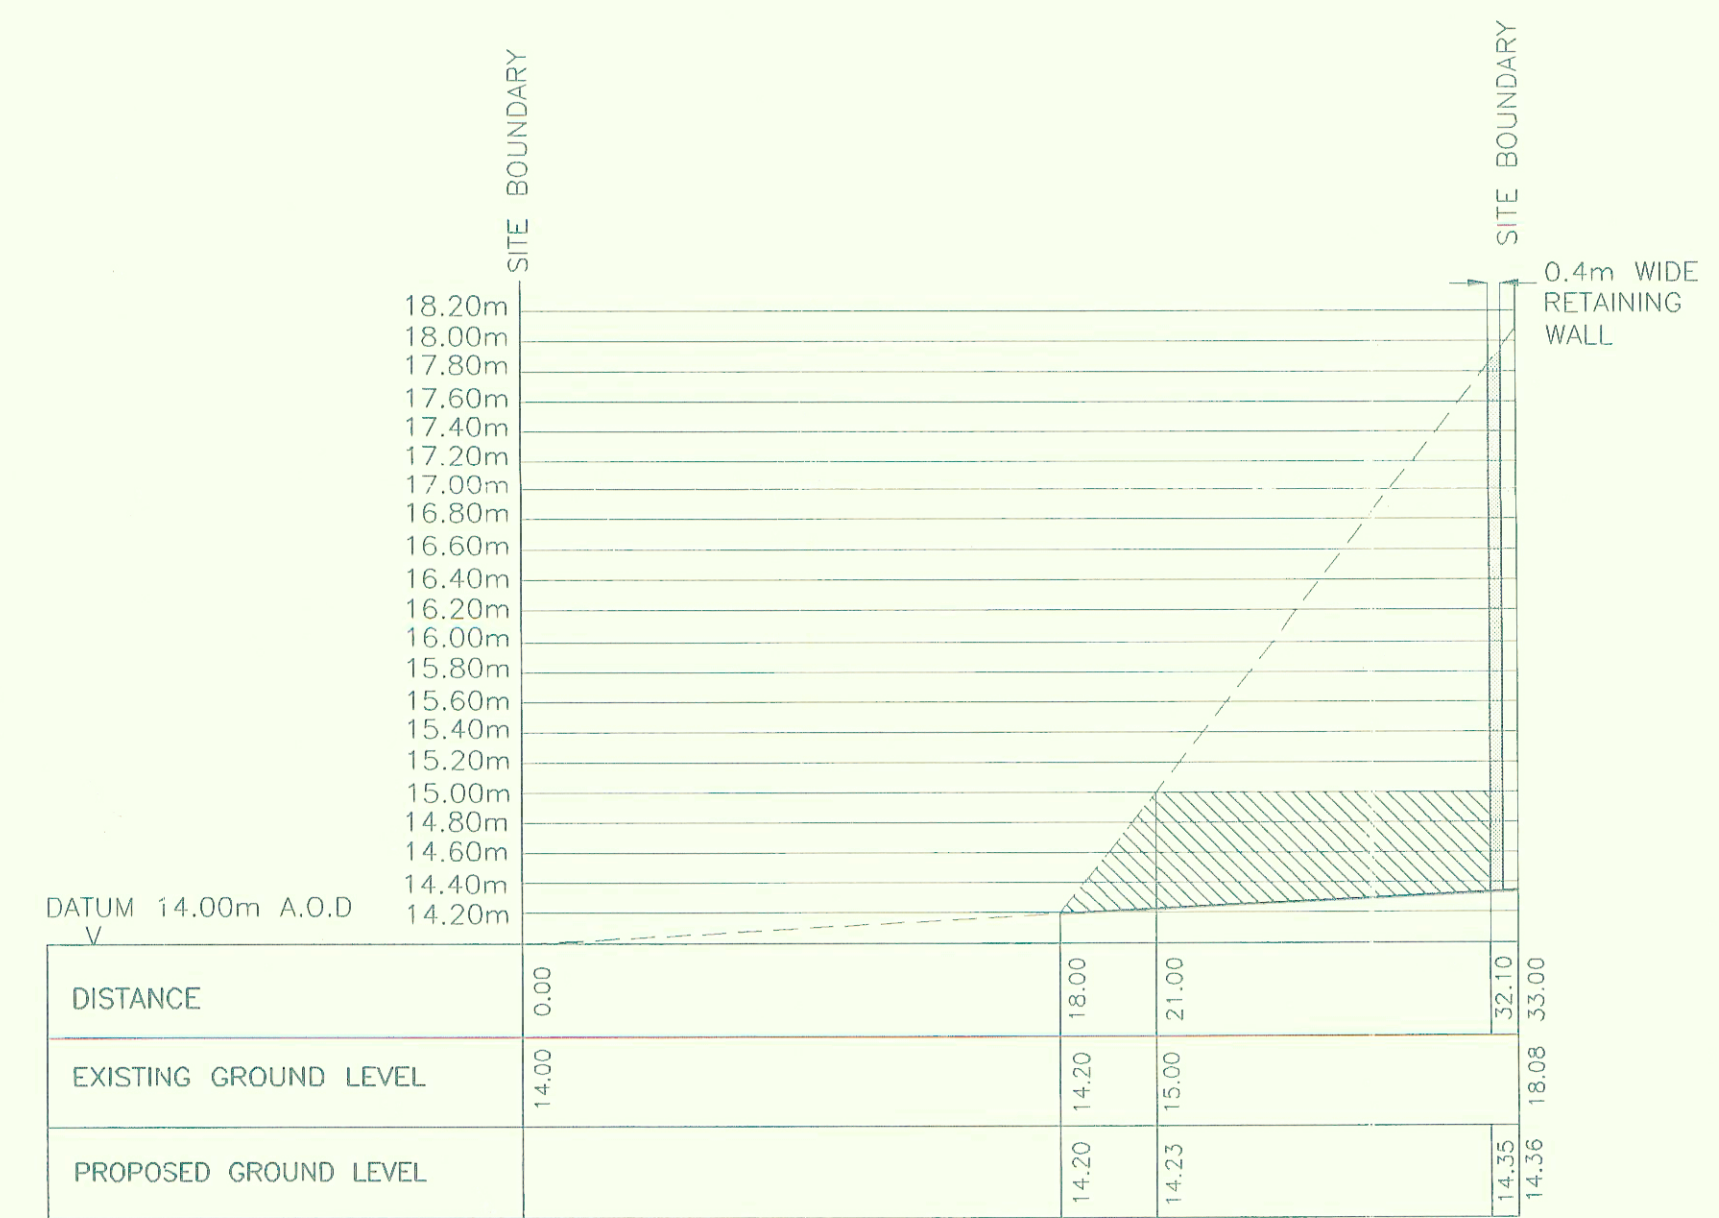 SITE BOUNDARY
SITE BOUNDARY
0.4m WIDE
RETAINING
WALL
18.20m
18.00m
17.80m
17.60m
17.40m
17.20m
17.00m
16.80m
16.60m
16.40m
16.20m
16.00m
15.80m
15.60m
15.40m
15.20m
15.00m
14.80m
14.60m
14.40m
14.20m
DATUM 14.00m A.O.D
DISTANCE 0.00 18.00 21.00 32.10 33.00
EXISTING GROUND LEVEL 14.00 14.20 15.00 18.08
PROPOSED GROUND LEVEL 14.20 14.23 14.35 14.36